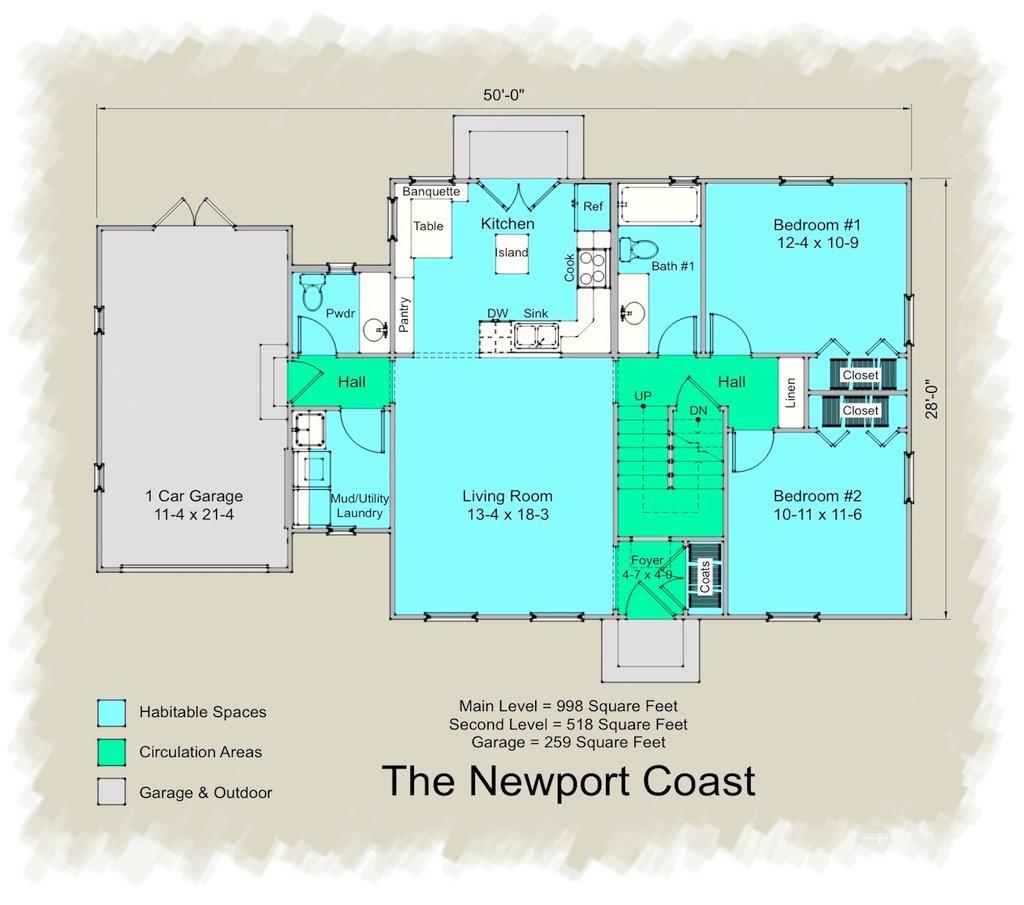 50'-0"
Banquette
Table
Kitchen
Island
Ref
Cook
DW
Sink
Pantry
Pwdr
Bath #1
Bedroom #1
12-4 x 10-9
Hall
Hall
Linen
Closet
Closet
28'-0"
UP
DN
1 Car Garage
11-4 x 21-4
Mud/Utility
Laundry
Living Room
13-4 x 18-3
Bedroom #2
10-11 x 11-6
Foyer
4-7 x 4-0
Coats
Habitable Spaces
Circulation Areas
Garage & Outdoor
Main Level = 998 Square Feet
Second Level = 518 Square Feet
Garage = 259 Square Feet
The Newport Coast